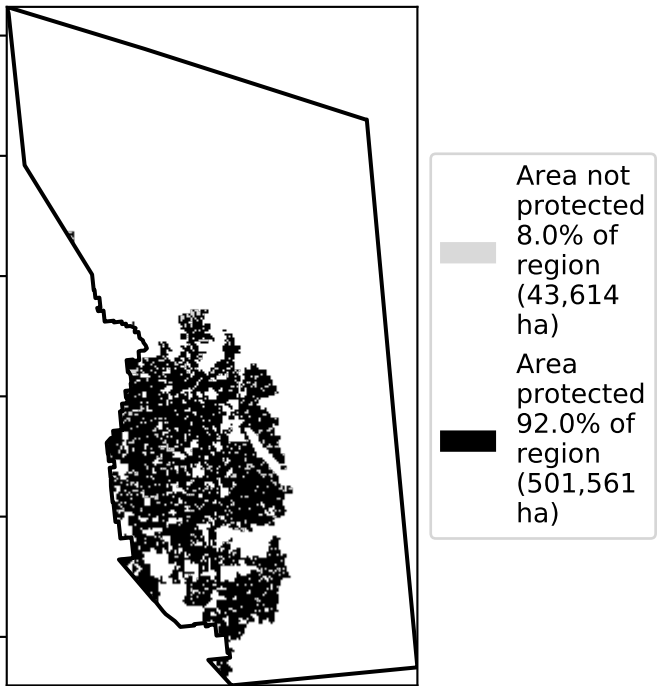 Area not
protected
8.0% of
region
(43,614
ha)
Area
protected
92.0% of
region
(501,561
ha)